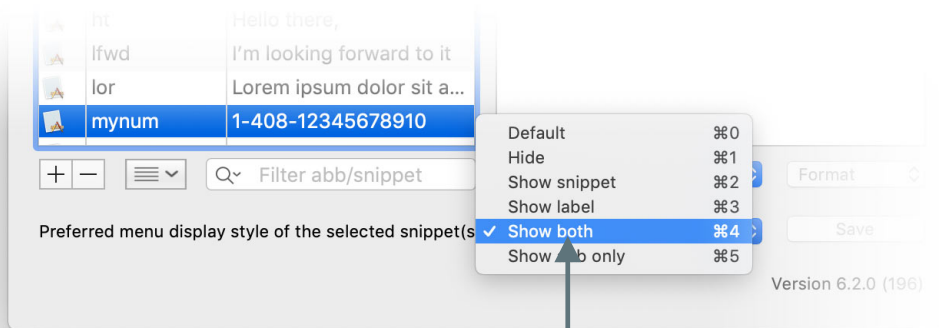 ht Hello there,
lfwd I'm looking forward to it
lor Lorem ipsum dolor sit a...
mynum 1-408-12345678910
Default ⌘0
Hide ⌘1
Filter abb/snippet
Format
Show snippet ⌘2
Show label ⌘3
Preferred menu display style of the selected snippet(s
✓ Show both ⌘4
Save
Show only ⌘5
Version 6.2.0 (196)